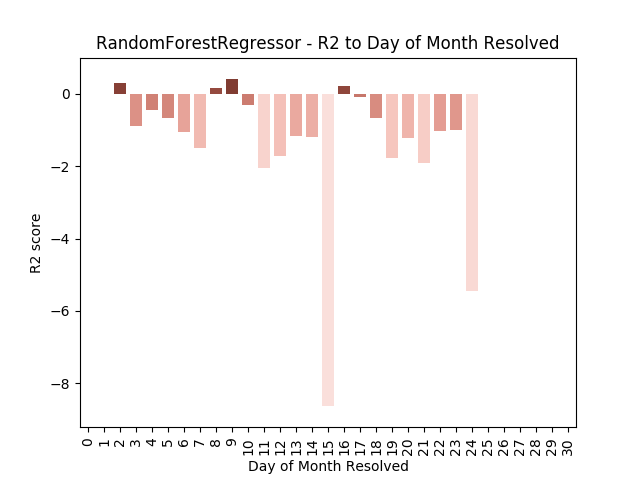 RandomForestRegressor - R2 to Day of Month Resolved
0
−2
−4
−6
−8
R2 score
0 1 2 3 4 5 6 7 8 9 10 11 12 13 14 15 16 17 18 19 20 21 22 23 24 25 26 27 28 29 30
Day of Month Resolved